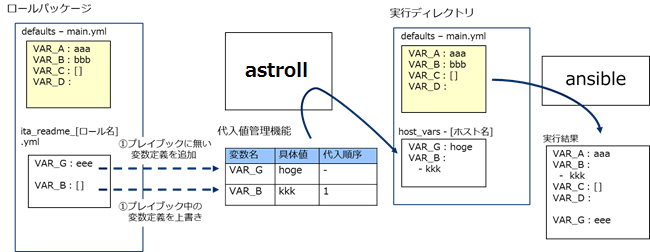 ロールパッケージ
defaults – main.yml
VAR_A : aaa
VAR_B : bbb
VAR_C : []
VAR_D :
ita_readme_[ロール名]
.yml
VAR_G : eee
VAR_B : []
①プレイブックに無い
変数定義を追加
①プレイブック中の
変数定義を上書き
astroll
代入値管理機能
変数名 具体値 代入順序
VAR_G hoge -
VAR_B kkk 1
実行ディレクトリ
defaults – main.yml
VAR_A : aaa
VAR_B : bbb
VAR_C : []
VAR_D :
host_vars - [ホスト名]
VAR_G : hoge
VAR_B :
- kkk
ansible
実行結果
VAR_A : aaa
VAR_B :
- kkk
VAR_C : []
VAR_D :
VAR_G : eee